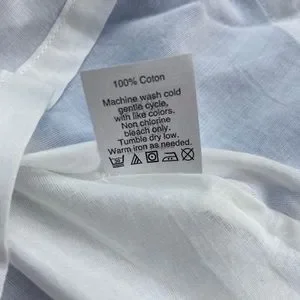 100% Coton
Machine wash cold
gentle cycle,
with like colors.
Non chlorine
bleach only.
Tumble dry low.
Warm iron as needed.